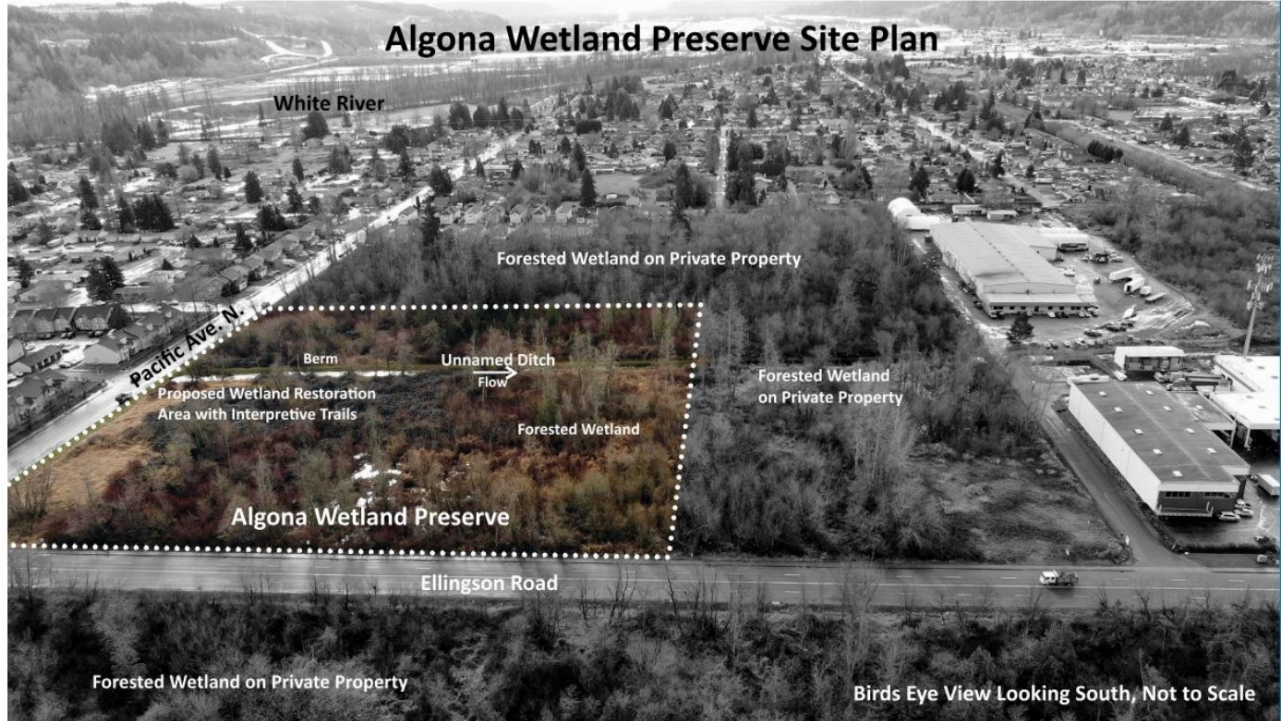 Algona Wetland Preserve Site Plan
White River
Forested Wetland on Private Property
Pacific Ave. N.
Berm
Unnamed Ditch
Flow
Proposed Wetland Restoration
Area with Interpretive Trails
Forested Wetland
on Private Property
Forested Wetland
Algona Wetland Preserve
Ellingson Road
Forested Wetland on Private Property
Birds Eye View Looking South, Not to Scale